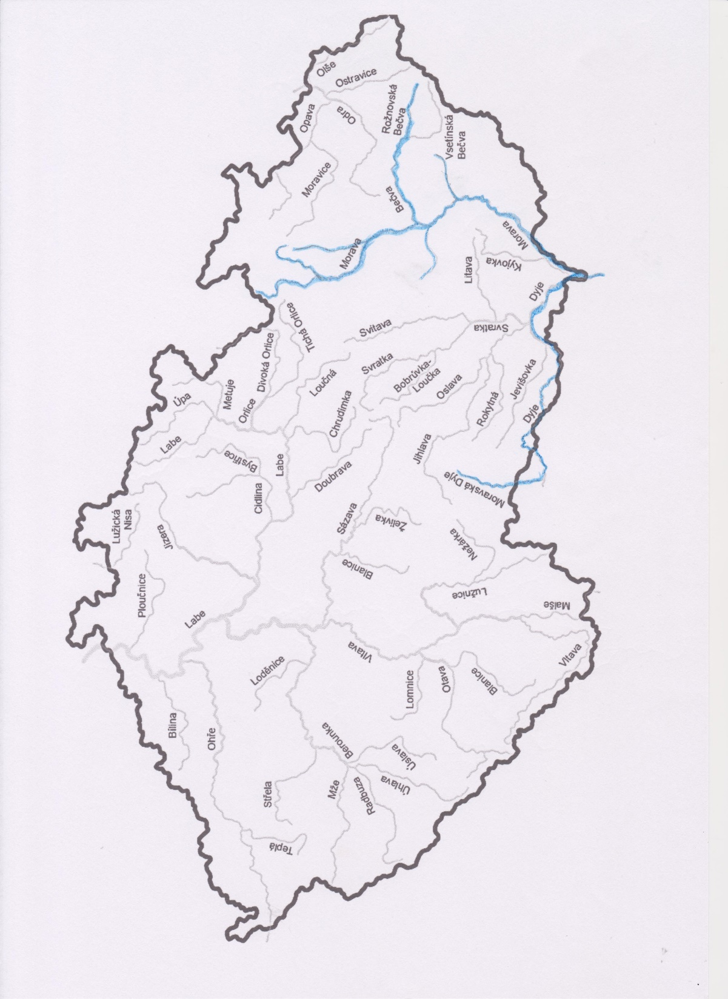 Olše
Ostravice
Opava
Odra
Rožnovská
Bečva
Vsetínská
Bečva
Moravice
Bečva
Morava
Morava
Kyjovka
Litava
Dyje
Tichá Orlice
Svitava
Svratka
Divoká Orlice
Svratka
Loučná
Bobrůvka-
Loučka
Oslava
Jevišovka
Metuje
Úpa
Orlice
Chrudimka
Rokytná
Dyje
Labe
Bystřice
Labe
Jihlava
Doubrava
Moravská Dyje
Cidlina
Lužická
Nisa
Jizera
Sázava
Želivka
Nežárka
Blanice
Ploučnice
Lužnice
Malše
Labe
Vltava
Vltava
Loděnice
Lomnice
Otava
Blanice
Bílina
Ohře
Berounka
Úslava
Střela
Mže
Radbuza
Úhlava
Teplá